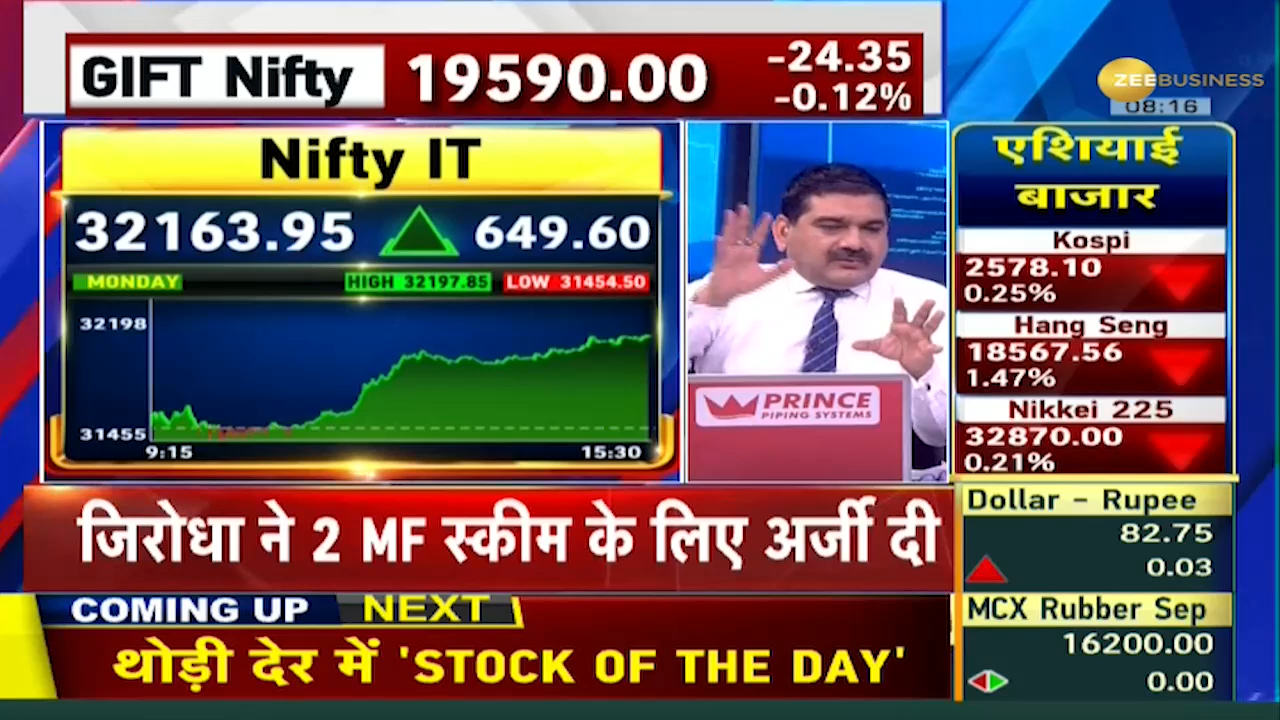 GIFT Nifty 19590.00 -24.35
-0.12%
ZEEBUSINESS
08:16
Nifty IT
32163.95 649.60
MONDAY HIGH 32197.85 LOW 31454.50
32198
31455
9:15 15:30
PRINCE
PIPING SYSTEMS
एशियाई
बाजार
Kospi
2578.10
0.25%
Hang Seng
18567.56
1.47%
Nikkei 225
32870.00
0.21%
Dollar - Rupee
82.75
0.03
MCX Rubber Sep
16200.00
0.00
जिरोधा ने 2 MF स्कीम के लिए अर्जी दी
COMING UP NEXT
थोड़ी देर में 'STOCK OF THE DAY'